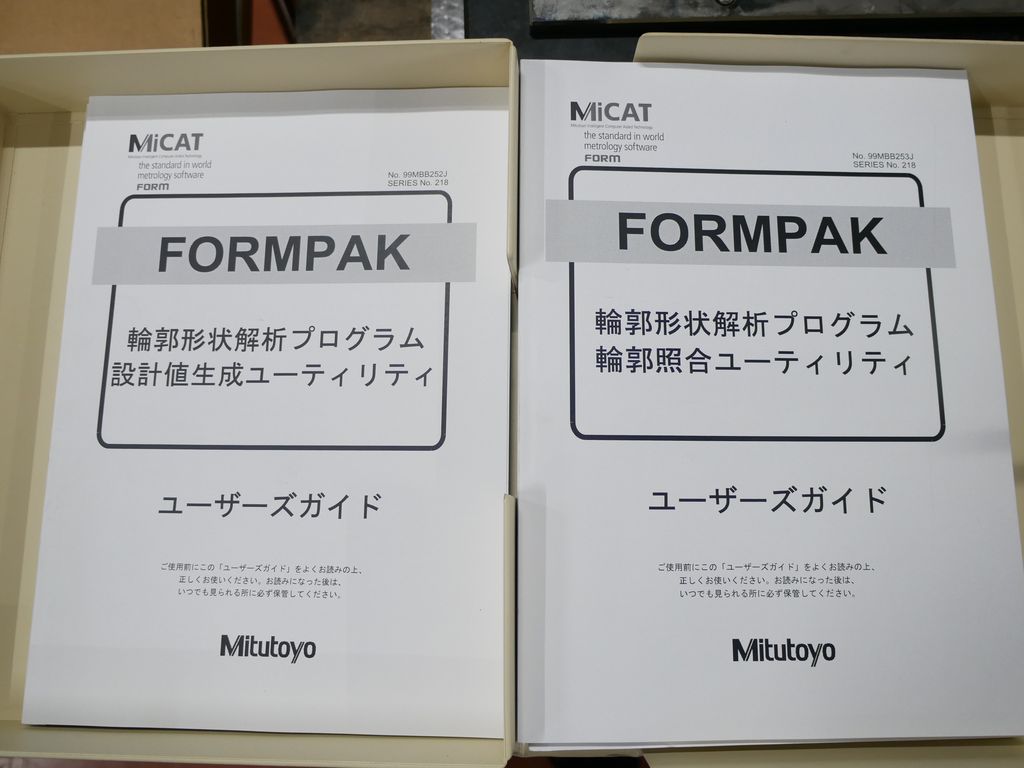 MiCAT
Mitutoyo Intelligent Computer Aided Technology
the standard in world
metrology software
FORM
No. 99MBB252J
SERIES No. 218
FORMPAK
輪郭形状解析プログラム
設計値生成ユーティリティ
ユーザーズガイド
ご使用前にこの「ユーザーズガイド」をよくお読みの上、
正しくお使いください。お読みになった後は、
いつでも見られる所に必ず保管してください。
Mitutoyo
MiCAT
Mitutoyo Intelligent Computer Aided Technology
the standard in world
metrology software
FORM
No. 99MBB253J
SERIES No. 218
FORMPAK
輪郭形状解析プログラム
輪郭照合ユーティリティ
ユーザーズガイド
ご使用前にこの「ユーザーズガイド」をよくお読みの上、
正しくお使いください。お読みになった後は、
いつでも見られる所に必ず保管してください。
Mitutoyo